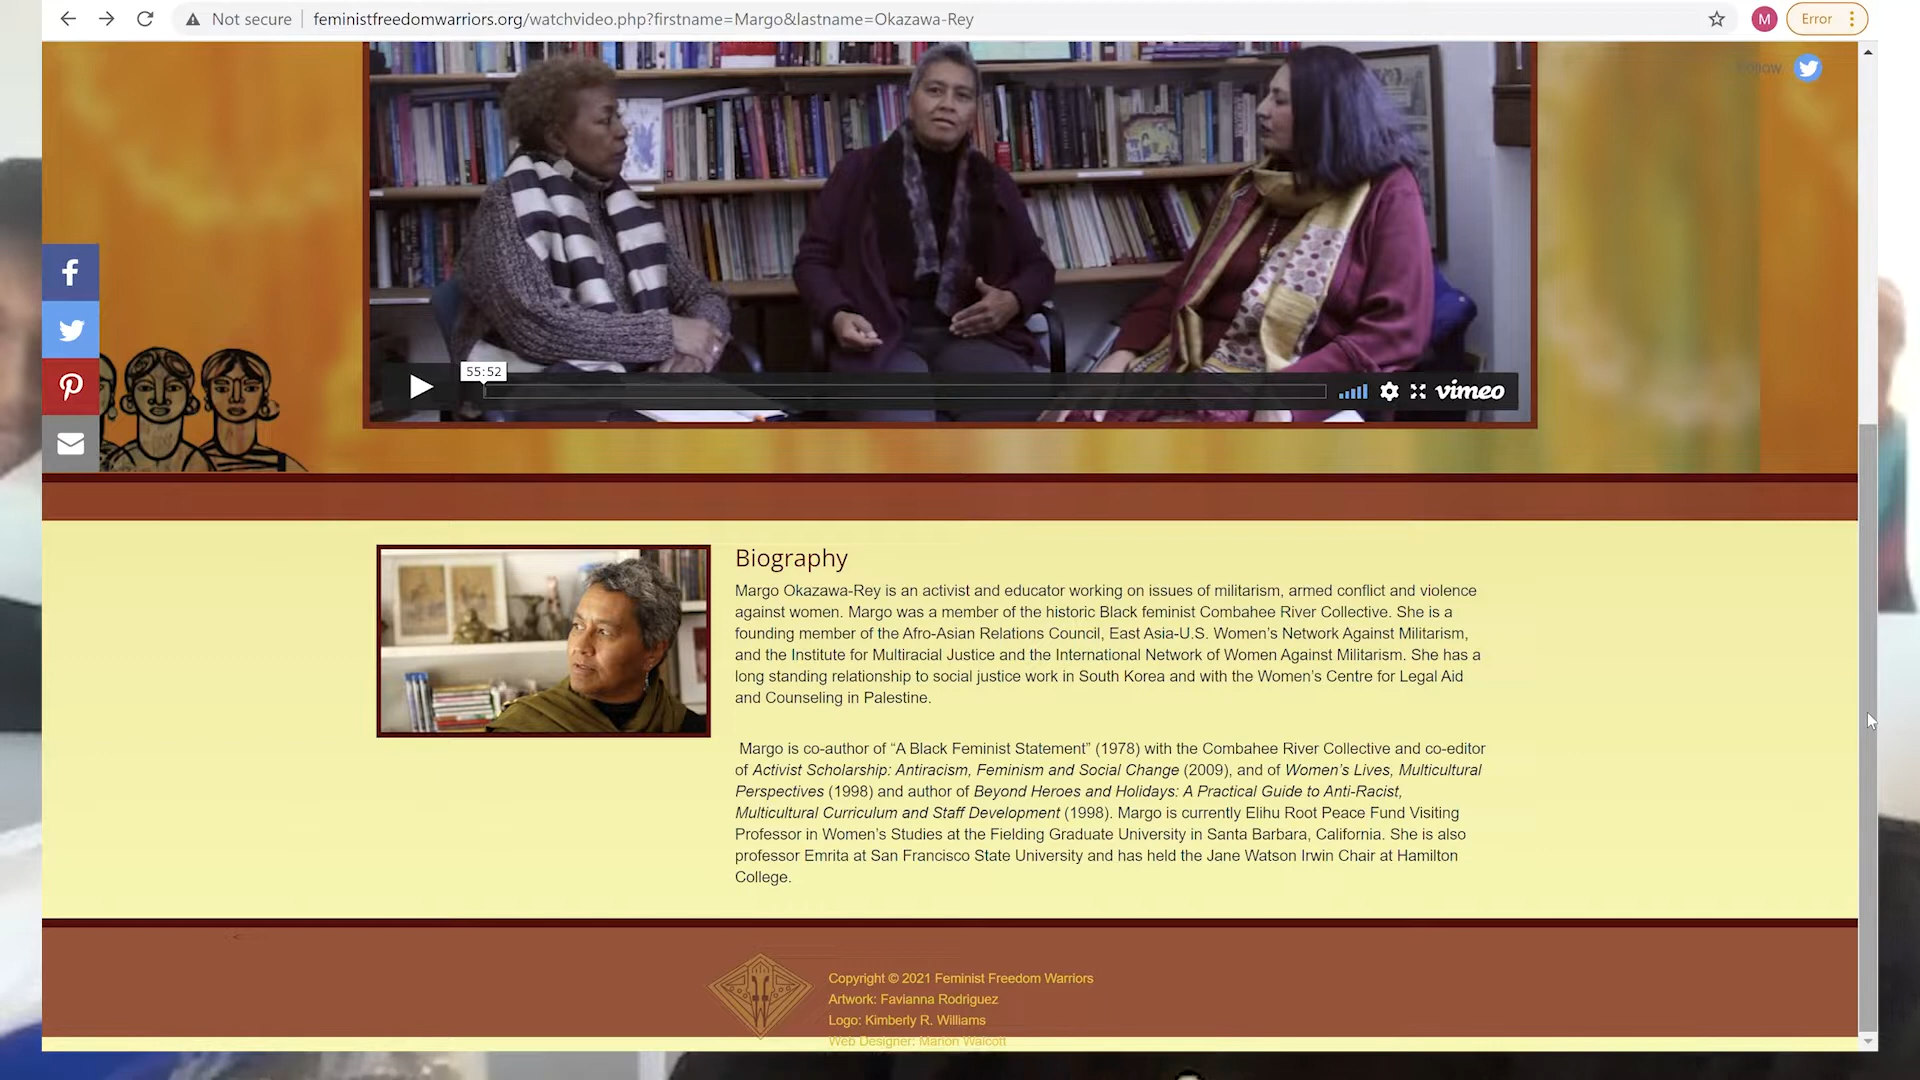 Not secure
feministfreedomwarriors.org/watchvideo.php?firstname=Margo&lastname=Okazawa-Rey
M
Error
Follow
55:52
vimeo
Biography
Margo Okazawa-Rey is an activist and educator working on issues of militarism, armed conflict and violence
against women. Margo was a member of the historic Black feminist Combahee River Collective. She is a
founding member of the Afro-Asian Relations Council, East Asia-U.S. Women’s Network Against Militarism,
and the Institute for Multiracial Justice and the International Network of Women Against Militarism. She has a
long standing relationship to social justice work in South Korea and with the Women’s Centre for Legal Aid
and Counseling in Palestine.
Margo is co-author of “A Black Feminist Statement” (1978) with the Combahee River Collective and co-editor
of Activist Scholarship: Antiracism, Feminism and Social Change (2009), and of Women’s Lives, Multicultural
Perspectives (1998) and author of Beyond Heroes and Holidays: A Practical Guide to Anti-Racist,
Multicultural Curriculum and Staff Development (1998). Margo is currently Elihu Root Peace Fund Visiting
Professor in Women’s Studies at the Fielding Graduate University in Santa Barbara, California. She is also
professor Emrita at San Francisco State University and has held the Jane Watson Irwin Chair at Hamilton
College.
Copyright © 2021 Feminist Freedom Warriors
Artwork: Favianna Rodriguez
Logo: Kimberly R. Williams
Web Designer: Marion Walcott